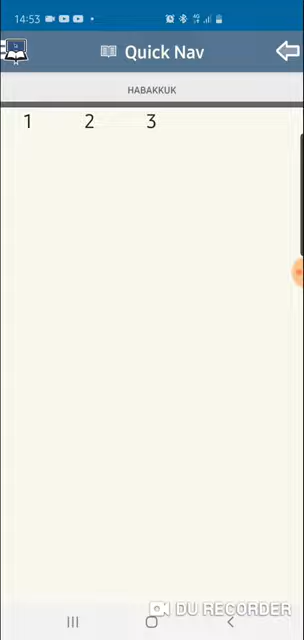 14:53
Quick Nav
HABAKKUK
1 2 3
DU RECORDER